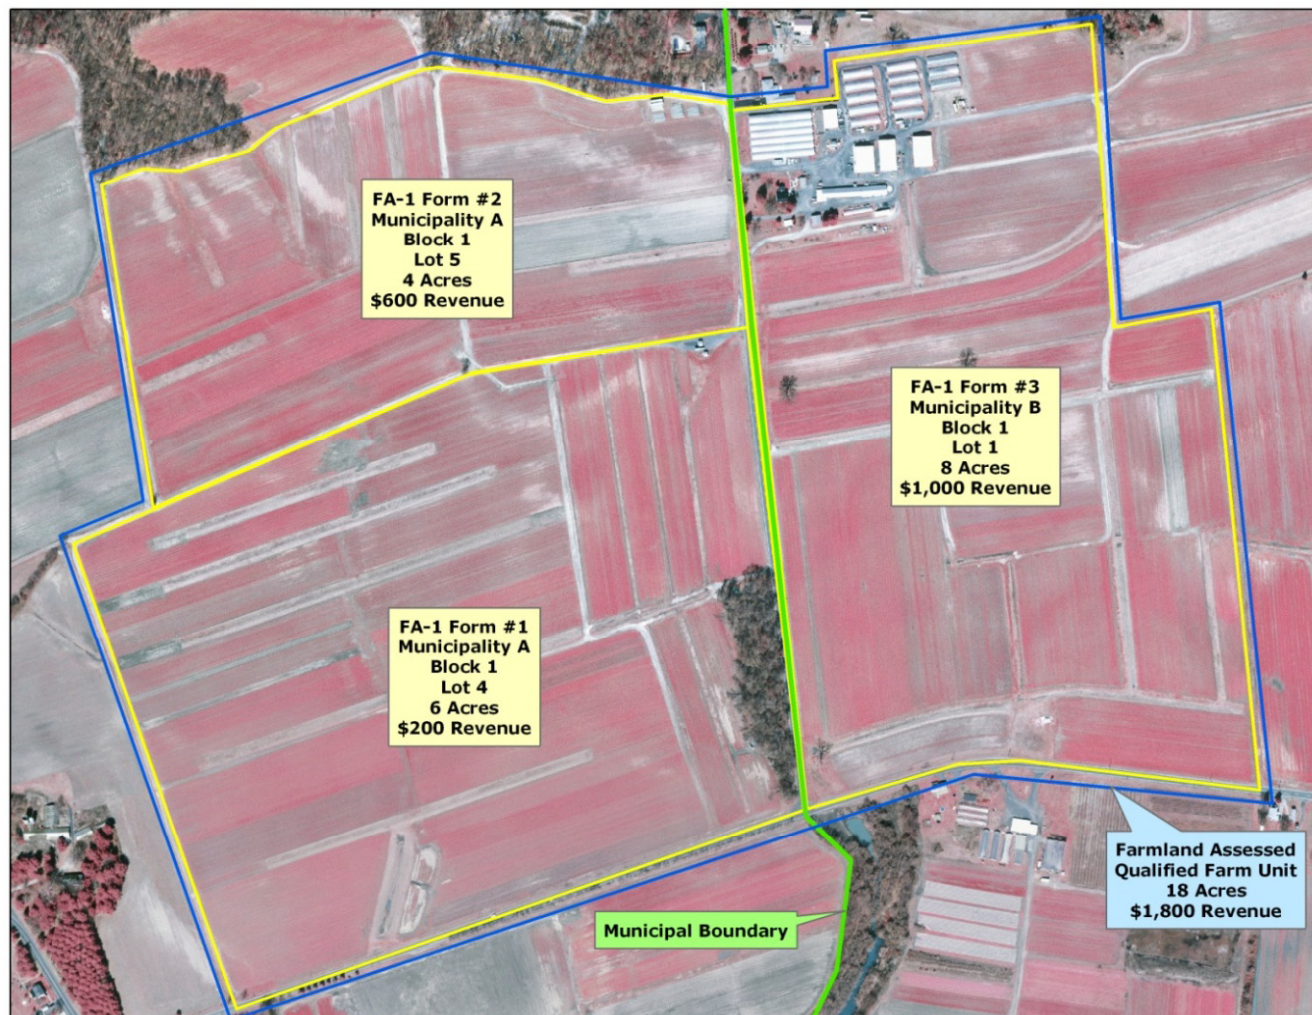 FA-1 Form #2
Municipality A
Block 1
Lot 5
4 Acres
$600 Revenue
FA-1 Form #3
Municipality B
Block 1
Lot 1
8 Acres
$1,000 Revenue
FA-1 Form #1
Municipality A
Block 1
Lot 4
6 Acres
$200 Revenue
Farmland Assessed
Qualified Farm Unit
18 Acres
$1,800 Revenue
Municipal Boundary